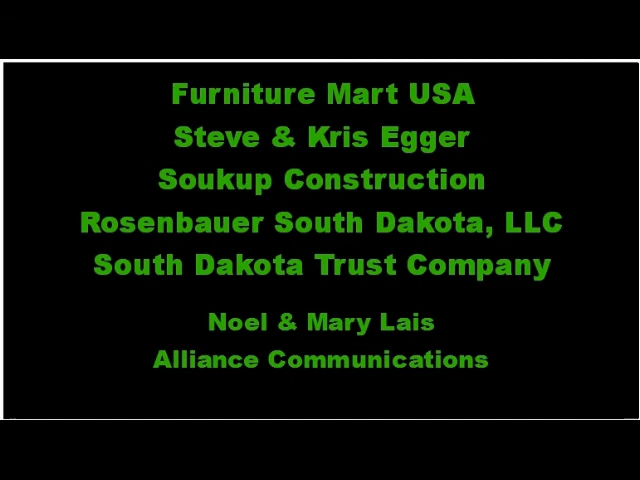 Furniture Mart USA
Steve & Kris Egger
Soukup Construction
Rosenbauer South Dakota, LLC
South Dakota Trust Company
Noel & Mary Lais
Alliance Communications